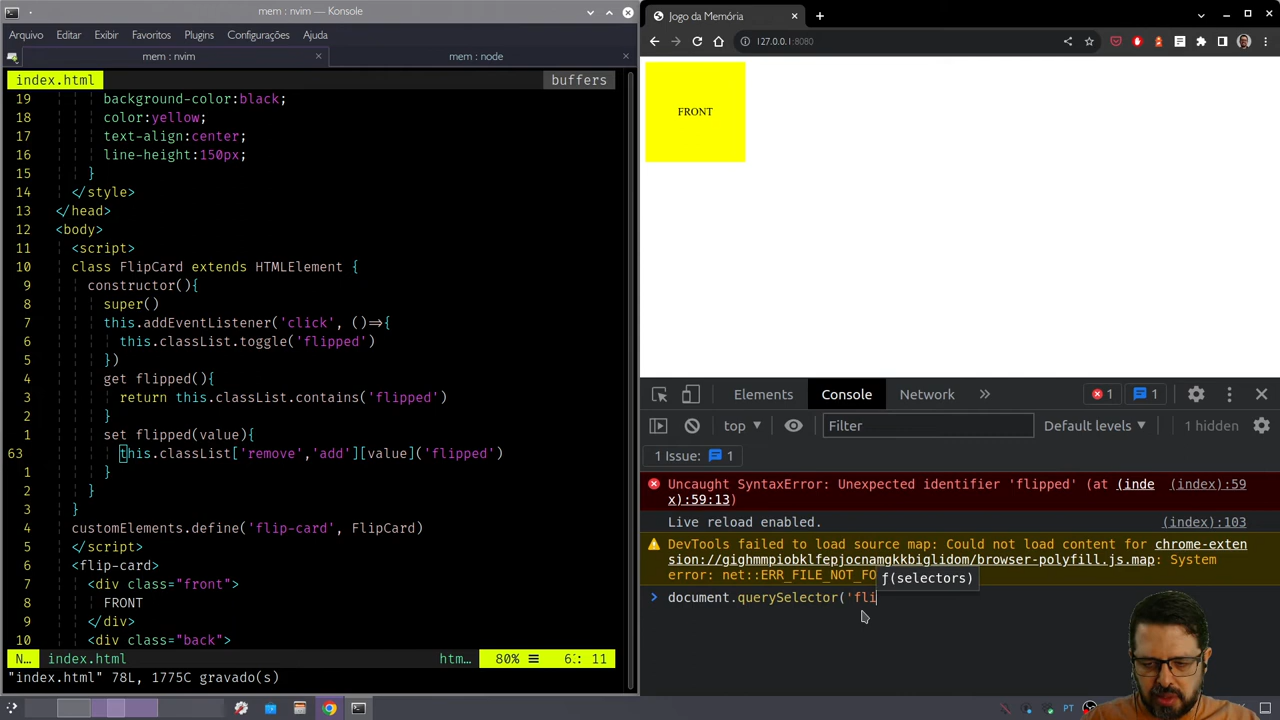 mem : nvim — Konsole
Arquivo Editar Exibir Favoritos Plugins Configurações Ajuda
mem : nvim
mem : node
index.html
buffers
19 background-color:black;
18 color:yellow;
17 text-align:center;
16 line-height:150px;
15 }
14 </style>
13 </head>
12 <body>
11 <script>
10 class FlipCard extends HTMLElement {
9 constructor(){
8 super()
7 this.addEventListener('click', ()=>{
6 this.classList.toggle('flipped')
5 })
4 get flipped(){
3 return this.classList.contains('flipped')
2 }
1 set flipped(value){
63 this.classList['remove','add'][value]('flipped')
1 }
2 }
3 }
4 customElements.define('flip-card', FlipCard)
5 </script>
6 <flip-card>
7 <div class="front">
8 FRONT
9 </div>
10 <div class="back">
N… index.html htm… 80% 11
"index.html" 78L, 1775C gravado(s)
Jogo da Memória
127.0.0.1:8080
FRONT
Elements Console Network 1 1
top Filter Default levels 1 hidden
1 Issue: 1
Uncaught SyntaxError: Unexpected identifier 'flipped' (at (inde (index):59
x):59:13)
Live reload enabled. (index):103
DevTools failed to load source map: Could not load content for chrome-exten
sion://gighmmpiobklfepjocnamgkkbiglidom/browser-polyfill.js.map: System
error: net::ERR_FILE_NOT_FO
ƒ(selectors)
> document.querySelector('fli
PT